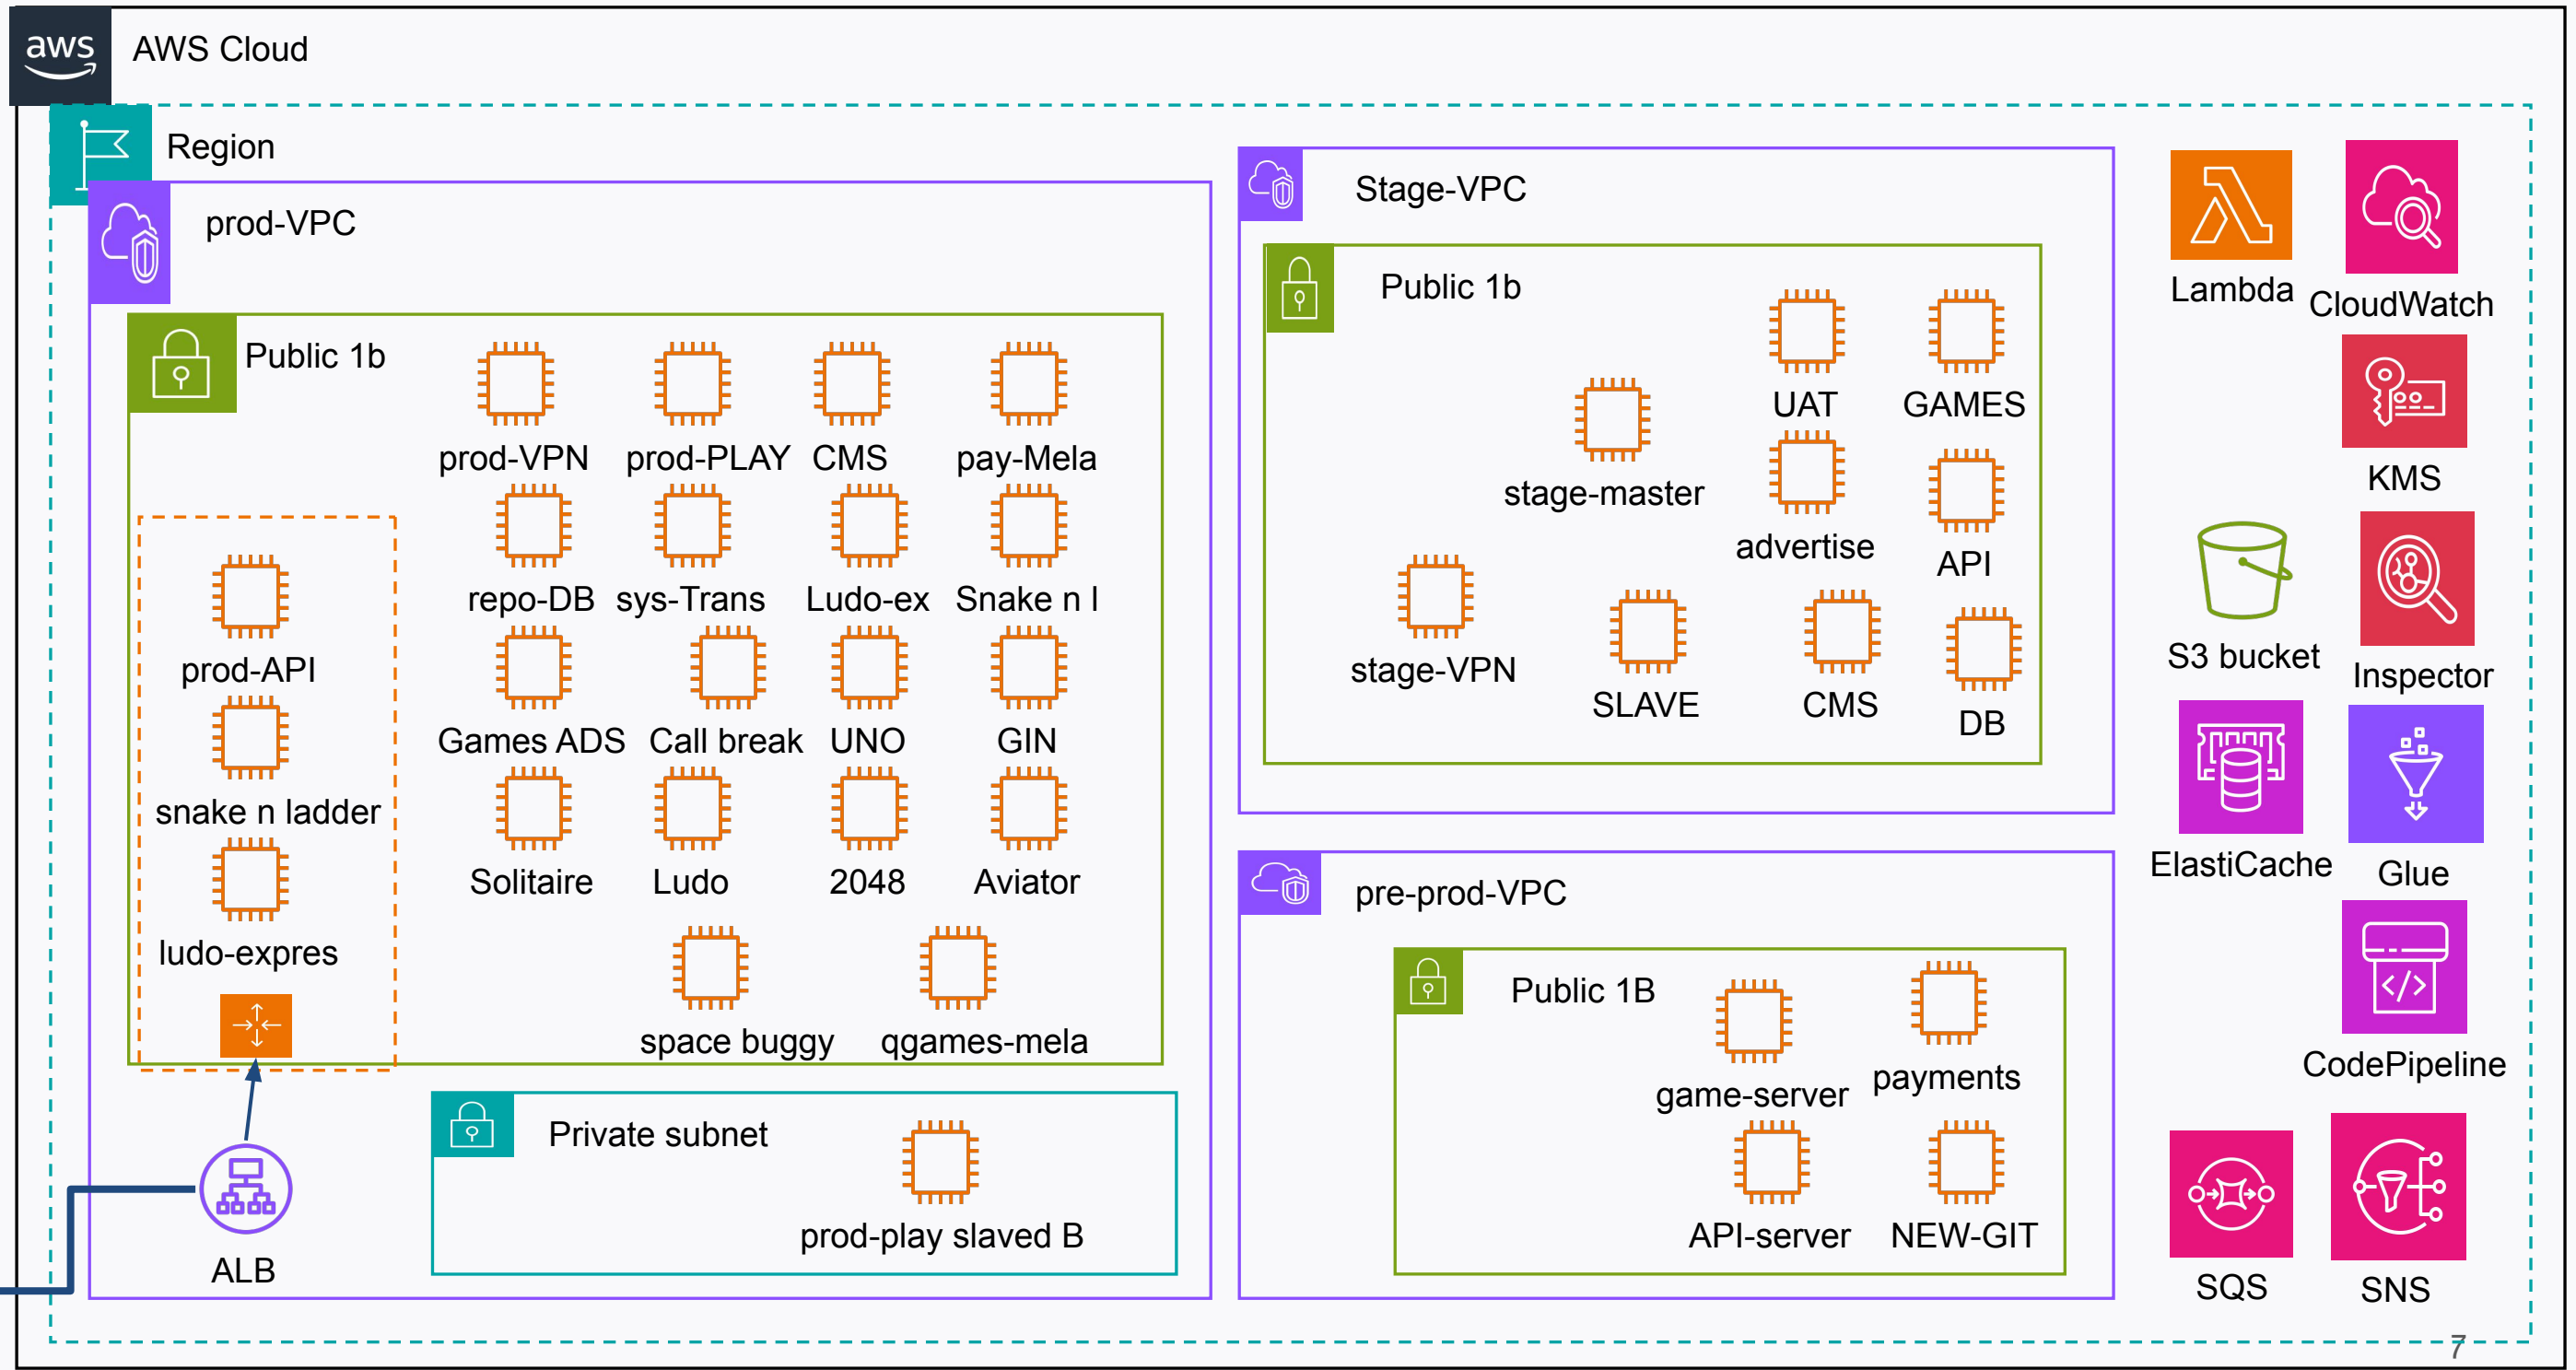 aws
AWS Cloud
Region
prod-VPC
Public 1b
prod-VPN
prod-PLAY
CMS
pay-Mela
repo-DB
sys-Trans
Ludo-ex
Snake n l
prod-API
Games ADS
Call break
UNO
GIN
snake n ladder
Solitaire
Ludo
2048
Aviator
ludo-expres
space buggy
qgames-mela
Private subnet
prod-play slaved B
ALB
Stage-VPC
Public 1b
UAT
GAMES
stage-master
advertise
API
stage-VPN
SLAVE
CMS
DB
pre-prod-VPC
Public 1B
game-server
payments
API-server
NEW-GIT
Lambda
CloudWatch
KMS
S3 bucket
Inspector
ElastiCache
Glue
CodePipeline
SQS
SNS
7